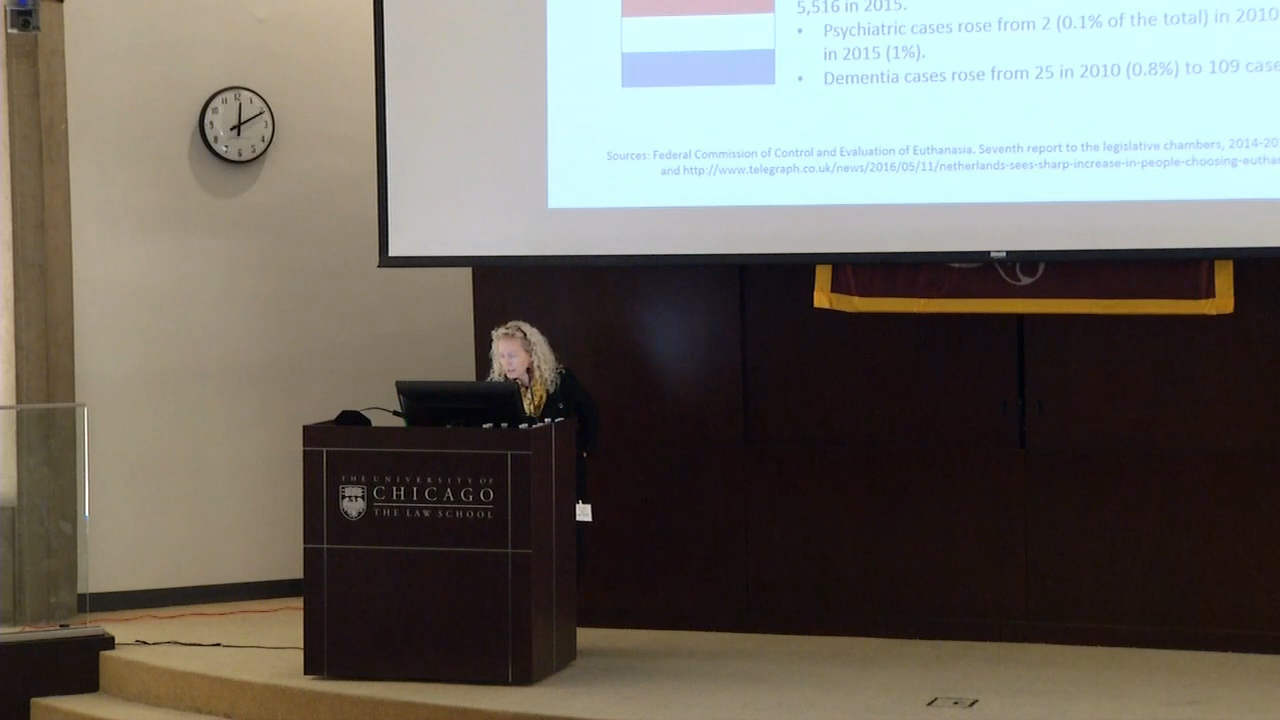 5,516 in 2015.
• Psychiatric cases rose from 2 (0.1% of the total) in 2010
in 2015 (1%).
• Dementia cases rose from 25 in 2010 (0.8%) to 109 case
Sources: Federal Commission of Control and Evaluation of Euthanasia. Seventh report to the legislative chambers, 2014-20
and http://www.telegraph.co.uk/news/2016/05/11/netherlands-sees-sharp-increase-in-people-choosing-eutha
12
THE UNIVERSITY OF
CHICAGO
THE LAW SCHOOL